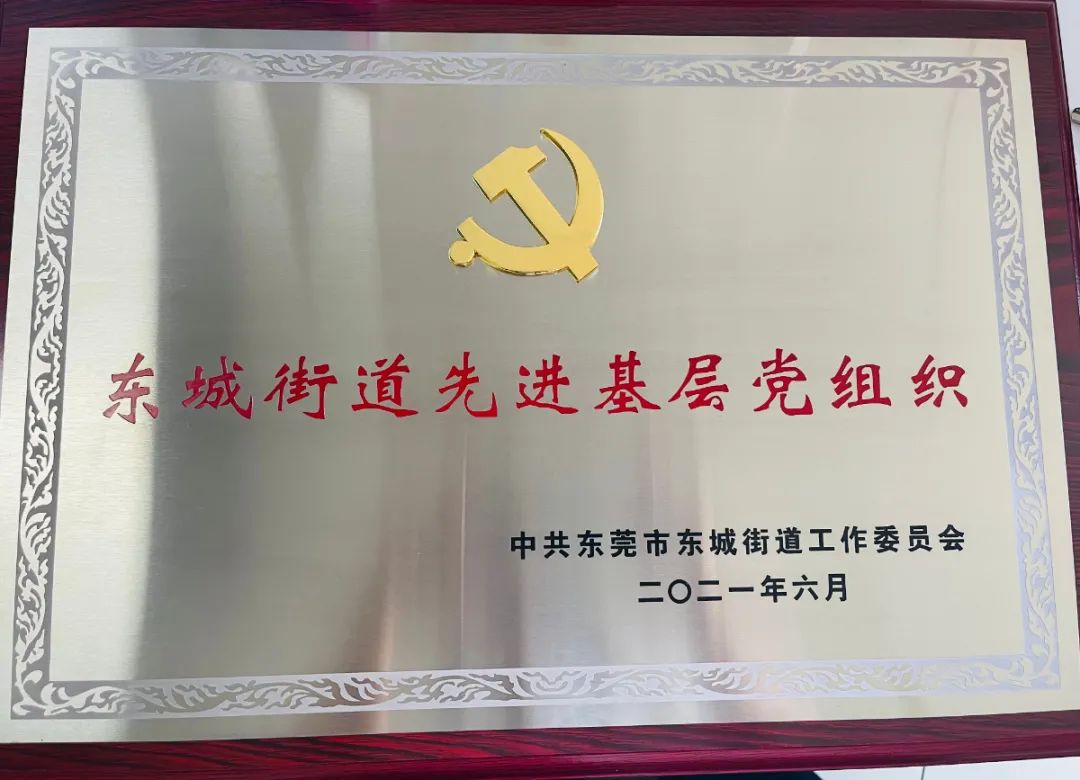 东城街道先进基层党组织
中共东莞市东城街道工作委员会
二〇二一年六月